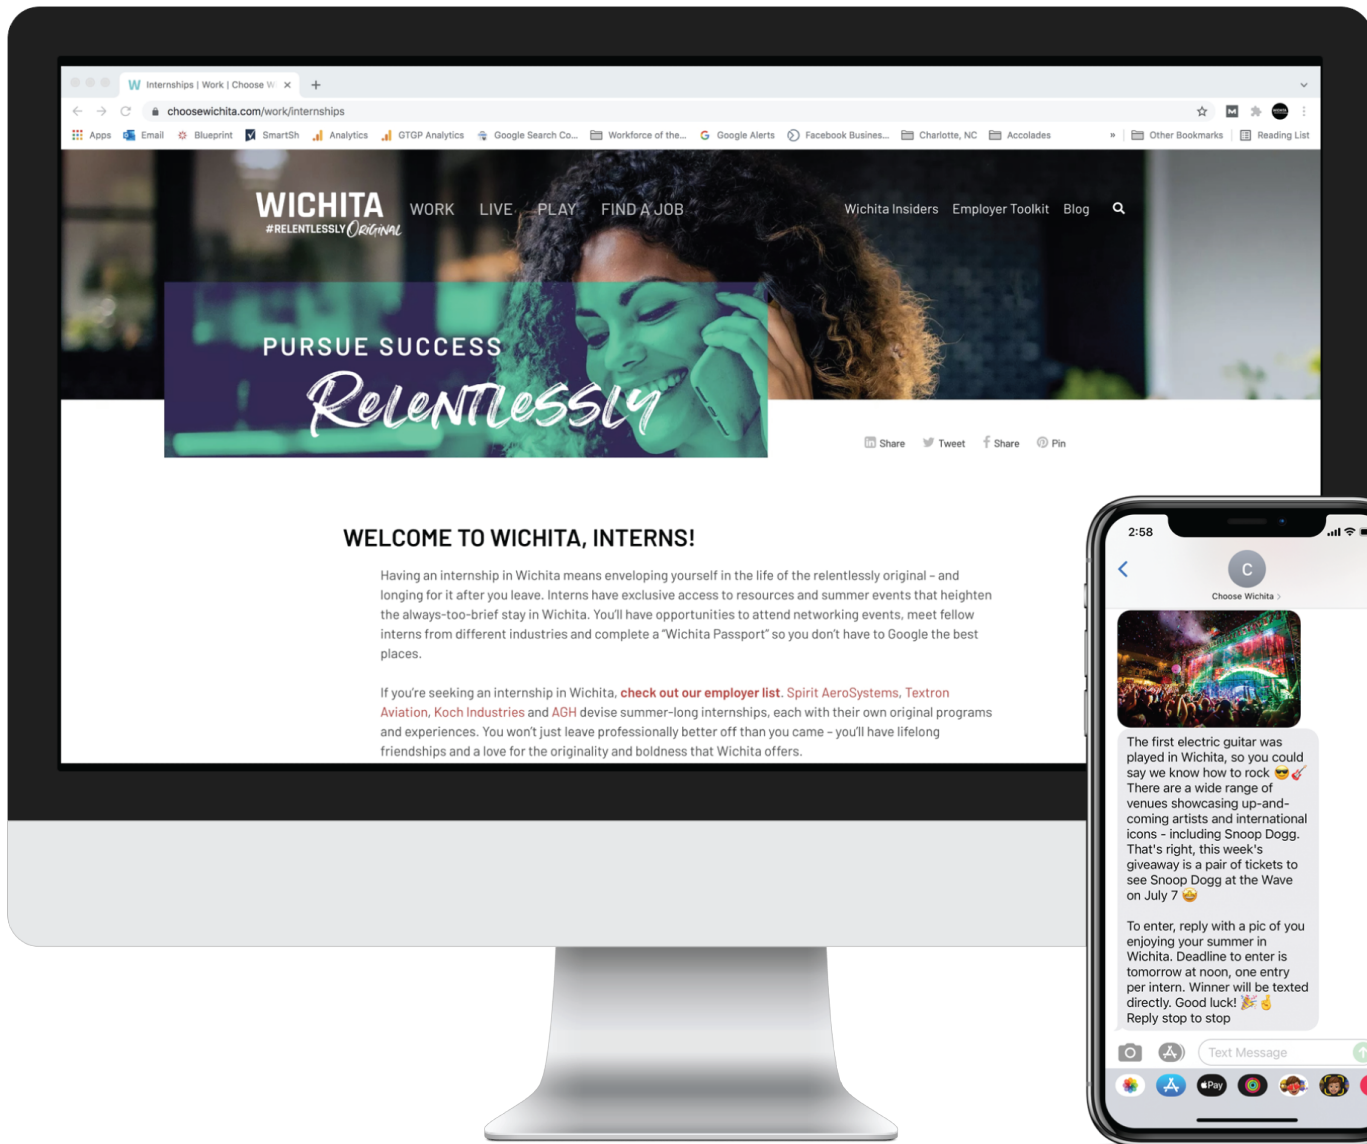 Internships | Work | Choose Wi
choosewichita.com/work/internships
Apps Email Blueprint SmartSh Analytics GTGP Analytics Google Search Co... Workforce of the... Google Alerts Facebook Busines... Charlotte, NC Accolades » Other Bookmarks Reading List
WICHITA
#RELENTLESSLY Original
WORK LIVE PLAY FIND A JOB
Wichita Insiders Employer Toolkit Blog
PURSUE SUCCESS
RELENTLESSLY
Share Tweet Share Pin
WELCOME TO WICHITA, INTERNS!
Having an internship in Wichita means enveloping yourself in the life of the relentlessly original – and
longing for it after you leave. Interns have exclusive access to resources and summer events that heighten
the always-too-brief stay in Wichita. You'll have opportunities to attend networking events, meet fellow
interns from different industries and complete a "Wichita Passport" so you don't have to Google the best
places.
If you're seeking an internship in Wichita, check out our employer list. Spirit AeroSystems, Textron
Aviation, Koch Industries and AGH devise summer-long internships, each with their own original programs
and experiences. You won't just leave professionally better off than you came – you'll have lifelong
friendships and a love for the originality and boldness that Wichita offers.
2:58
C
Choose Wichita
The first electric guitar was
played in Wichita, so you could
say we know how to rock 😎🎸
There are a wide range of
venues showcasing up-and-
coming artists and international
icons - including Snoop Dogg.
That's right, this week's
giveaway is a pair of tickets to
see Snoop Dogg at the Wave
on July 7 🤩
To enter, reply with a pic of you
enjoying your summer in
Wichita. Deadline to enter is
tomorrow at noon, one entry
per intern. Winner will be texted
directly. Good luck! 🎉🤞
Reply stop to stop
Text Message
Pay